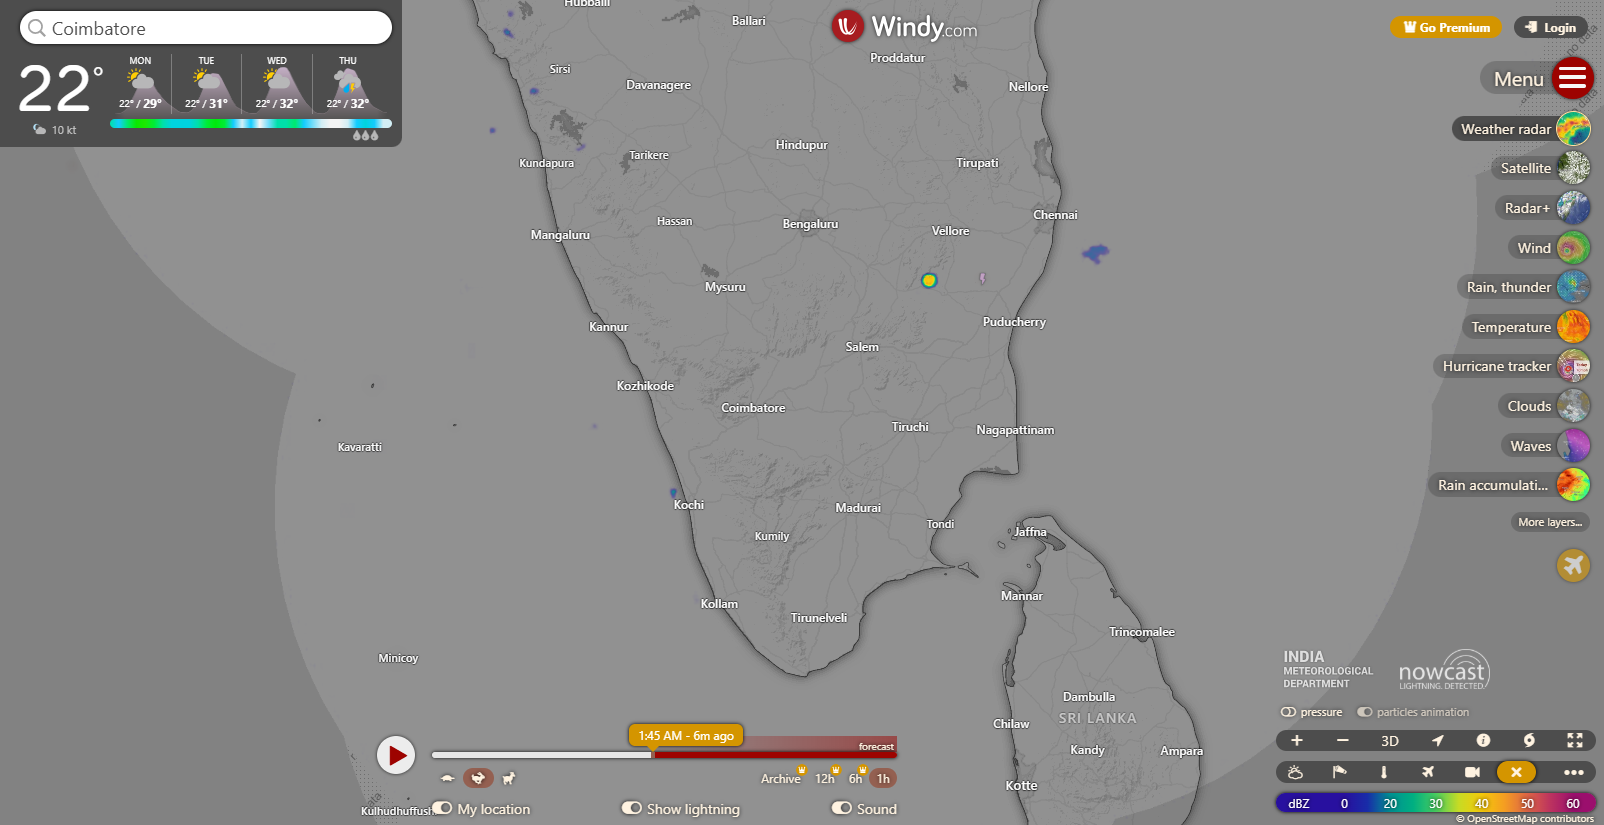 Coimbatore
22°
10 kt
MON TUE WED THU
22° / 29° 22° / 31° 22° / 32° 22° / 32°
Windy.com
Go Premium
Login
Menu
no data
Weather radar
Satellite
Radar+
Wind
Rain, thunder
Temperature
Hurricane tracker
Clouds
Waves
Rain accumulati...
More layers...
Hubballi
Ballari
Proddatur
Sirsi
Davanagere
Nellore
Kundapura
Tarikere
Hindupur
Tirupati
Mangaluru
Hassan
Bengaluru
Vellore
Chennai
Mysuru
Kannur
Puducherry
Salem
Kozhikode
Coimbatore
Tiruchi
Nagapattinam
Kavaratti
Kochi
Madurai
Tondi
Kumily
Jaffna
Kollam
Tirunelveli
Mannar
Trincomalee
Minicoy
Dambulla
Chilaw
SRI LANKA
Kandy
Ampara
Kotte
Kulhudhuffushi
data
1:45 AM - 6m ago
forecast
Archive 12h 6h 1h
My location
Show lightning
Sound
INDIA
METEOROLOGICAL
DEPARTMENT
nowcast
LIGHTNING. DETECTED.
pressure
particles animation
+ − 3D
dBZ 0 20 30 40 50 60
© OpenStreetMap contributors